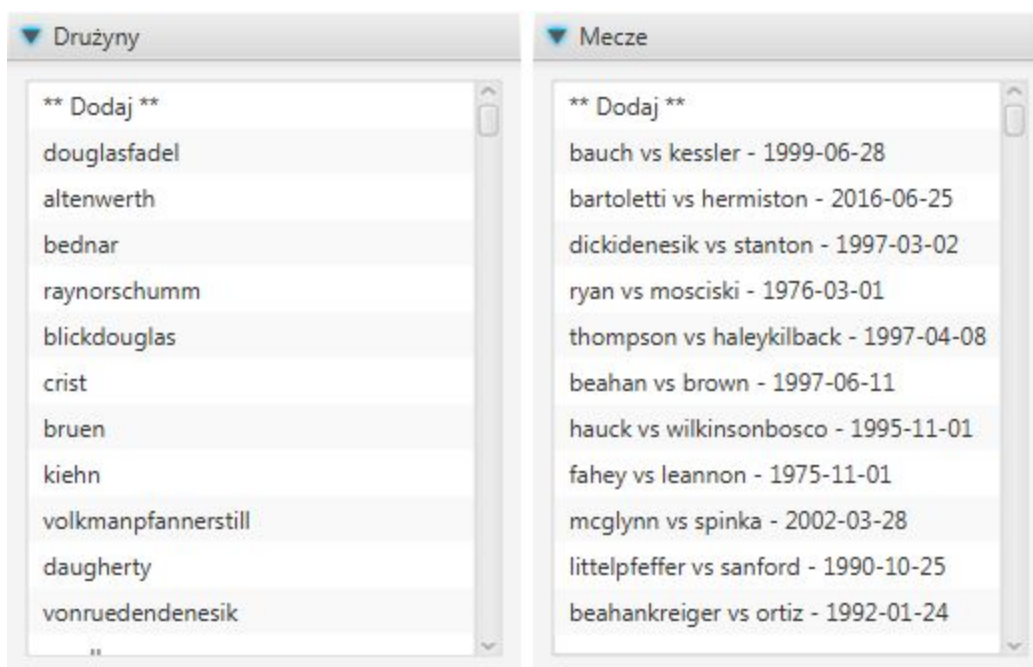 Drużyny
** Dodaj **
douglasfadel
altenwerth
bednar
raynorschumm
blickdouglas
crist
bruen
kiehn
volkmanpfannerstill
daugherty
vonruedendenesik
Mecze
** Dodaj **
bauch vs kessler - 1999-06-28
bartoletti vs hermiston - 2016-06-25
dickidenesik vs stanton - 1997-03-02
ryan vs mosciski - 1976-03-01
thompson vs haleykilback - 1997-04-08
beahan vs brown - 1997-06-11
hauck vs wilkinsonbosco - 1995-11-01
fahey vs leannon - 1975-11-01
mcglynn vs spinka - 2002-03-28
littelpfeffer vs sanford - 1990-10-25
beahankreiger vs ortiz - 1992-01-24